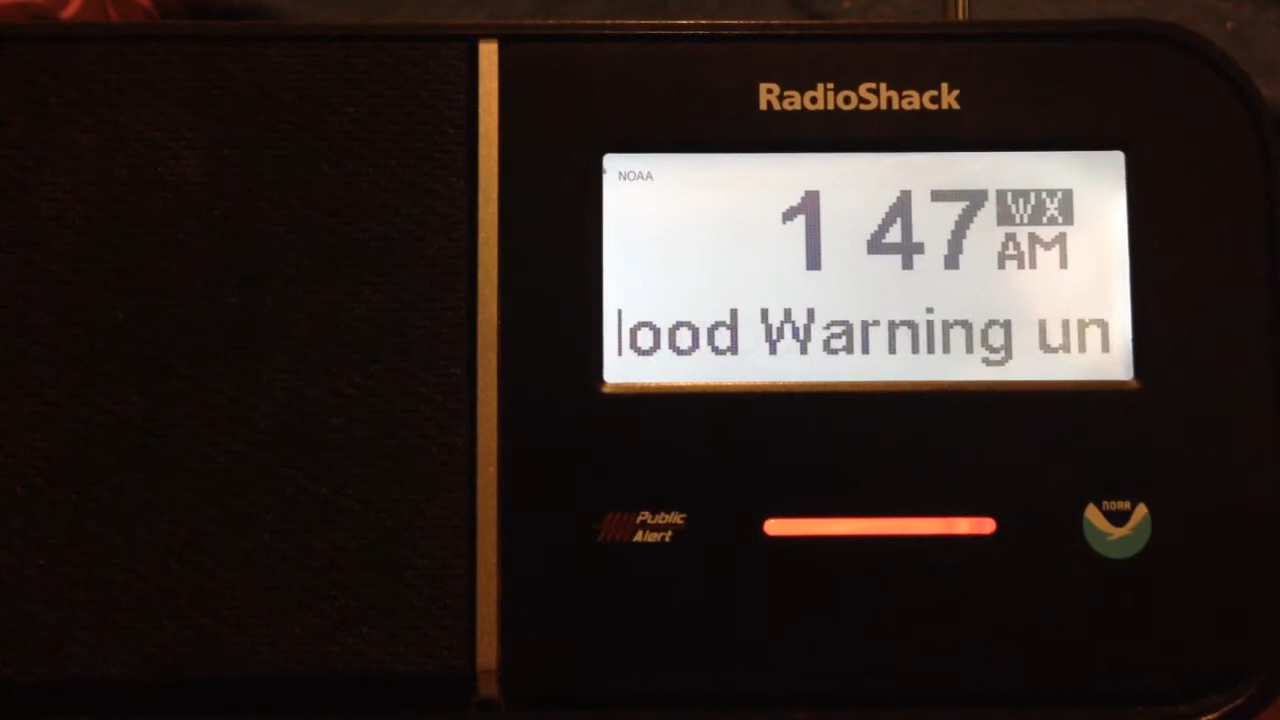 RadioShack
NOAA
1 47 WX
AM
lood Warning un
Public
Alert
NOAA